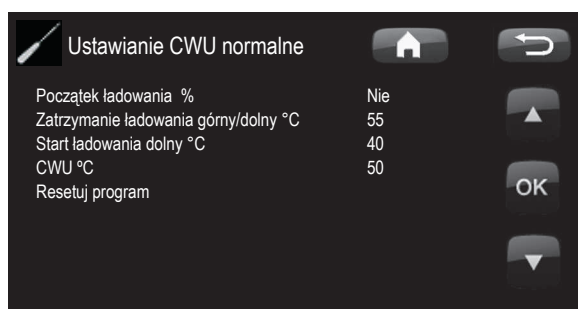 Ustawianie CWU normalne
Początek ładowania % Nie
Zatrzymanie ładowania górny/dolny °C 55
Start ładowania dolny °C 40
CWU ºC 50
Resetuj program
OK